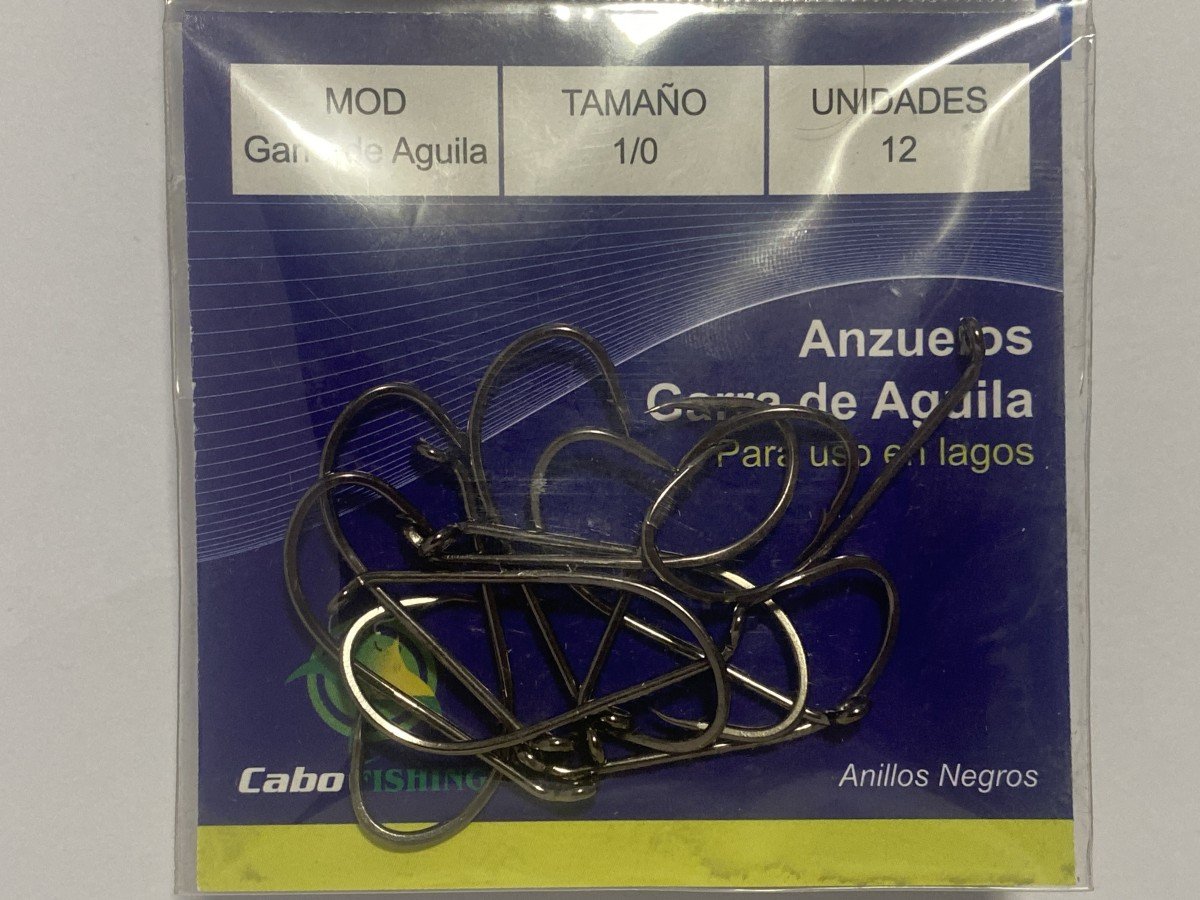 MOD
Garra de Aguila
TAMAÑO
1/0
UNIDADES
12
Anzuelos
Garra de Aguila
Para uso en lagos
Cabo FISHING
Anillos Negros